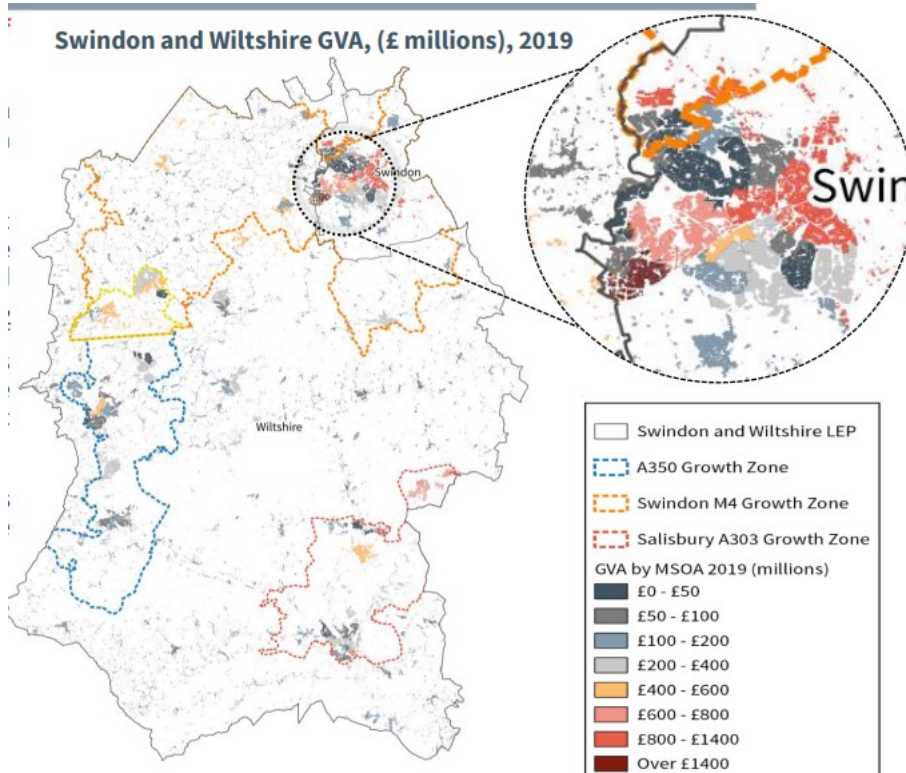 Swindon and Wiltshire GVA, (£ millions), 2019
Swindon
Swin
Wiltshire
Swindon and Wiltshire LEP
A350 Growth Zone
Swindon M4 Growth Zone
Salisbury A303 Growth Zone
GVA by MSOA 2019 (millions)
£0 - £50
£50 - £100
£100 - £200
£200 - £400
£400 - £600
£600 - £800
£800 - £1400
Over £1400